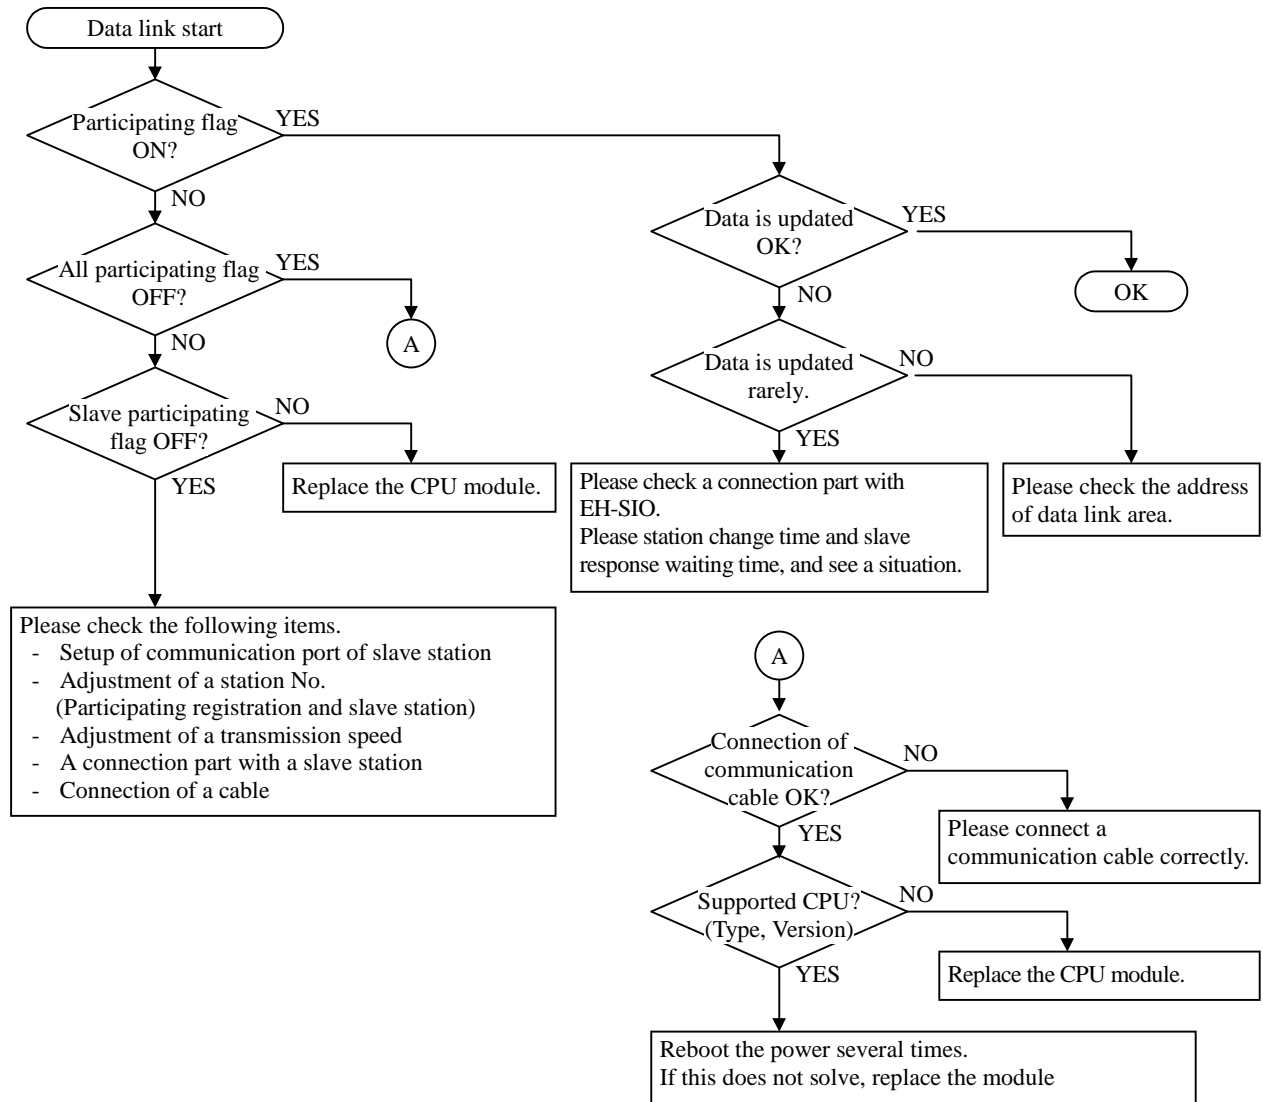 Data link start
Participating flag
ON?
YES
NO
Data is updated
OK?
YES
OK
NO
All participating flag
OFF?
YES
A
NO
Data is updated
rarely.
NO
YES
Slave participating
flag OFF?
NO
YES
Replace the CPU module.
Please check a connection part with
EH-SIO.
Please station change time and slave
response waiting time, and see a situation.
Please check the address
of data link area.
Please check the following items.
- Setup of communication port of slave station
- Adjustment of a station No.
(Participating registration and slave station)
- Adjustment of a transmission speed
- A connection part with a slave station
- Connection of a cable
A
Connection of
communication
cable OK?
NO
YES
Please connect a
communication cable correctly.
Supported CPU?
(Type, Version)
NO
YES
Replace the CPU module.
Reboot the power several times.
If this does not solve, replace the module